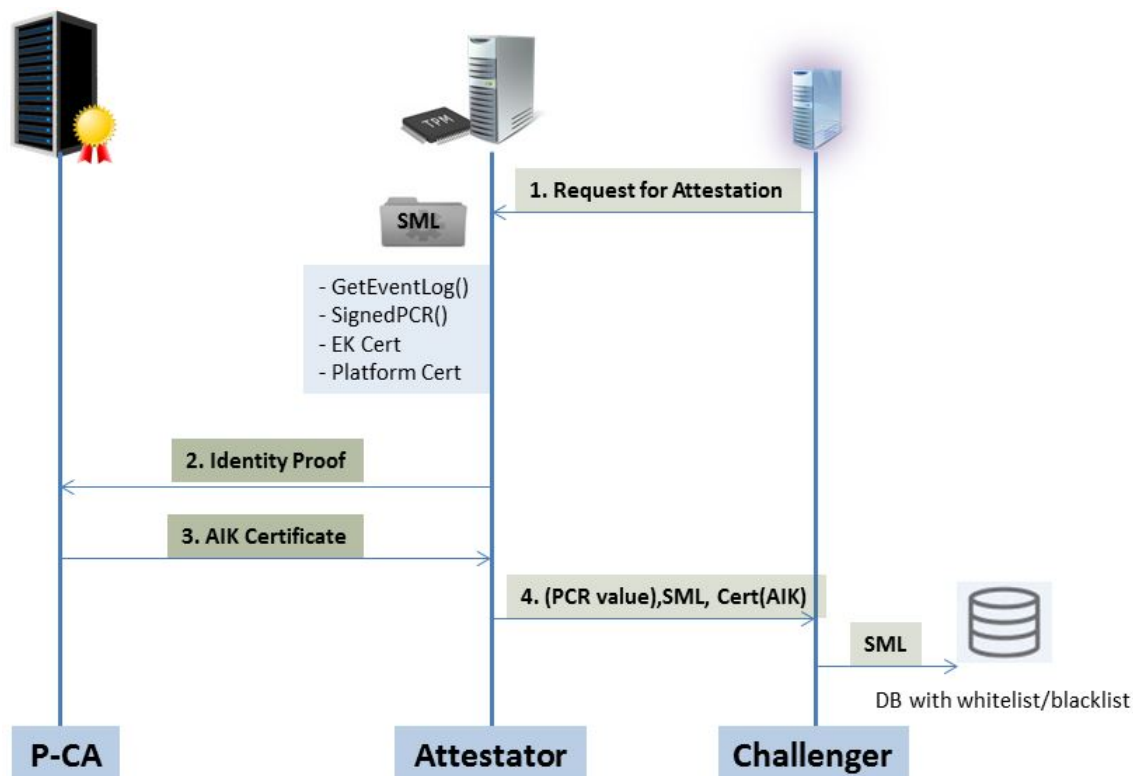 TPM
1. Request for Attestation
SML
- GetEventLog()
- SignedPCR()
- EK Cert
- Platform Cert
2. Identity Proof
3. AIK Certificate
4. (PCR value),SML, Cert(AIK)
SML
DB with whitelist/blacklist
P-CA
Attestator
Challenger